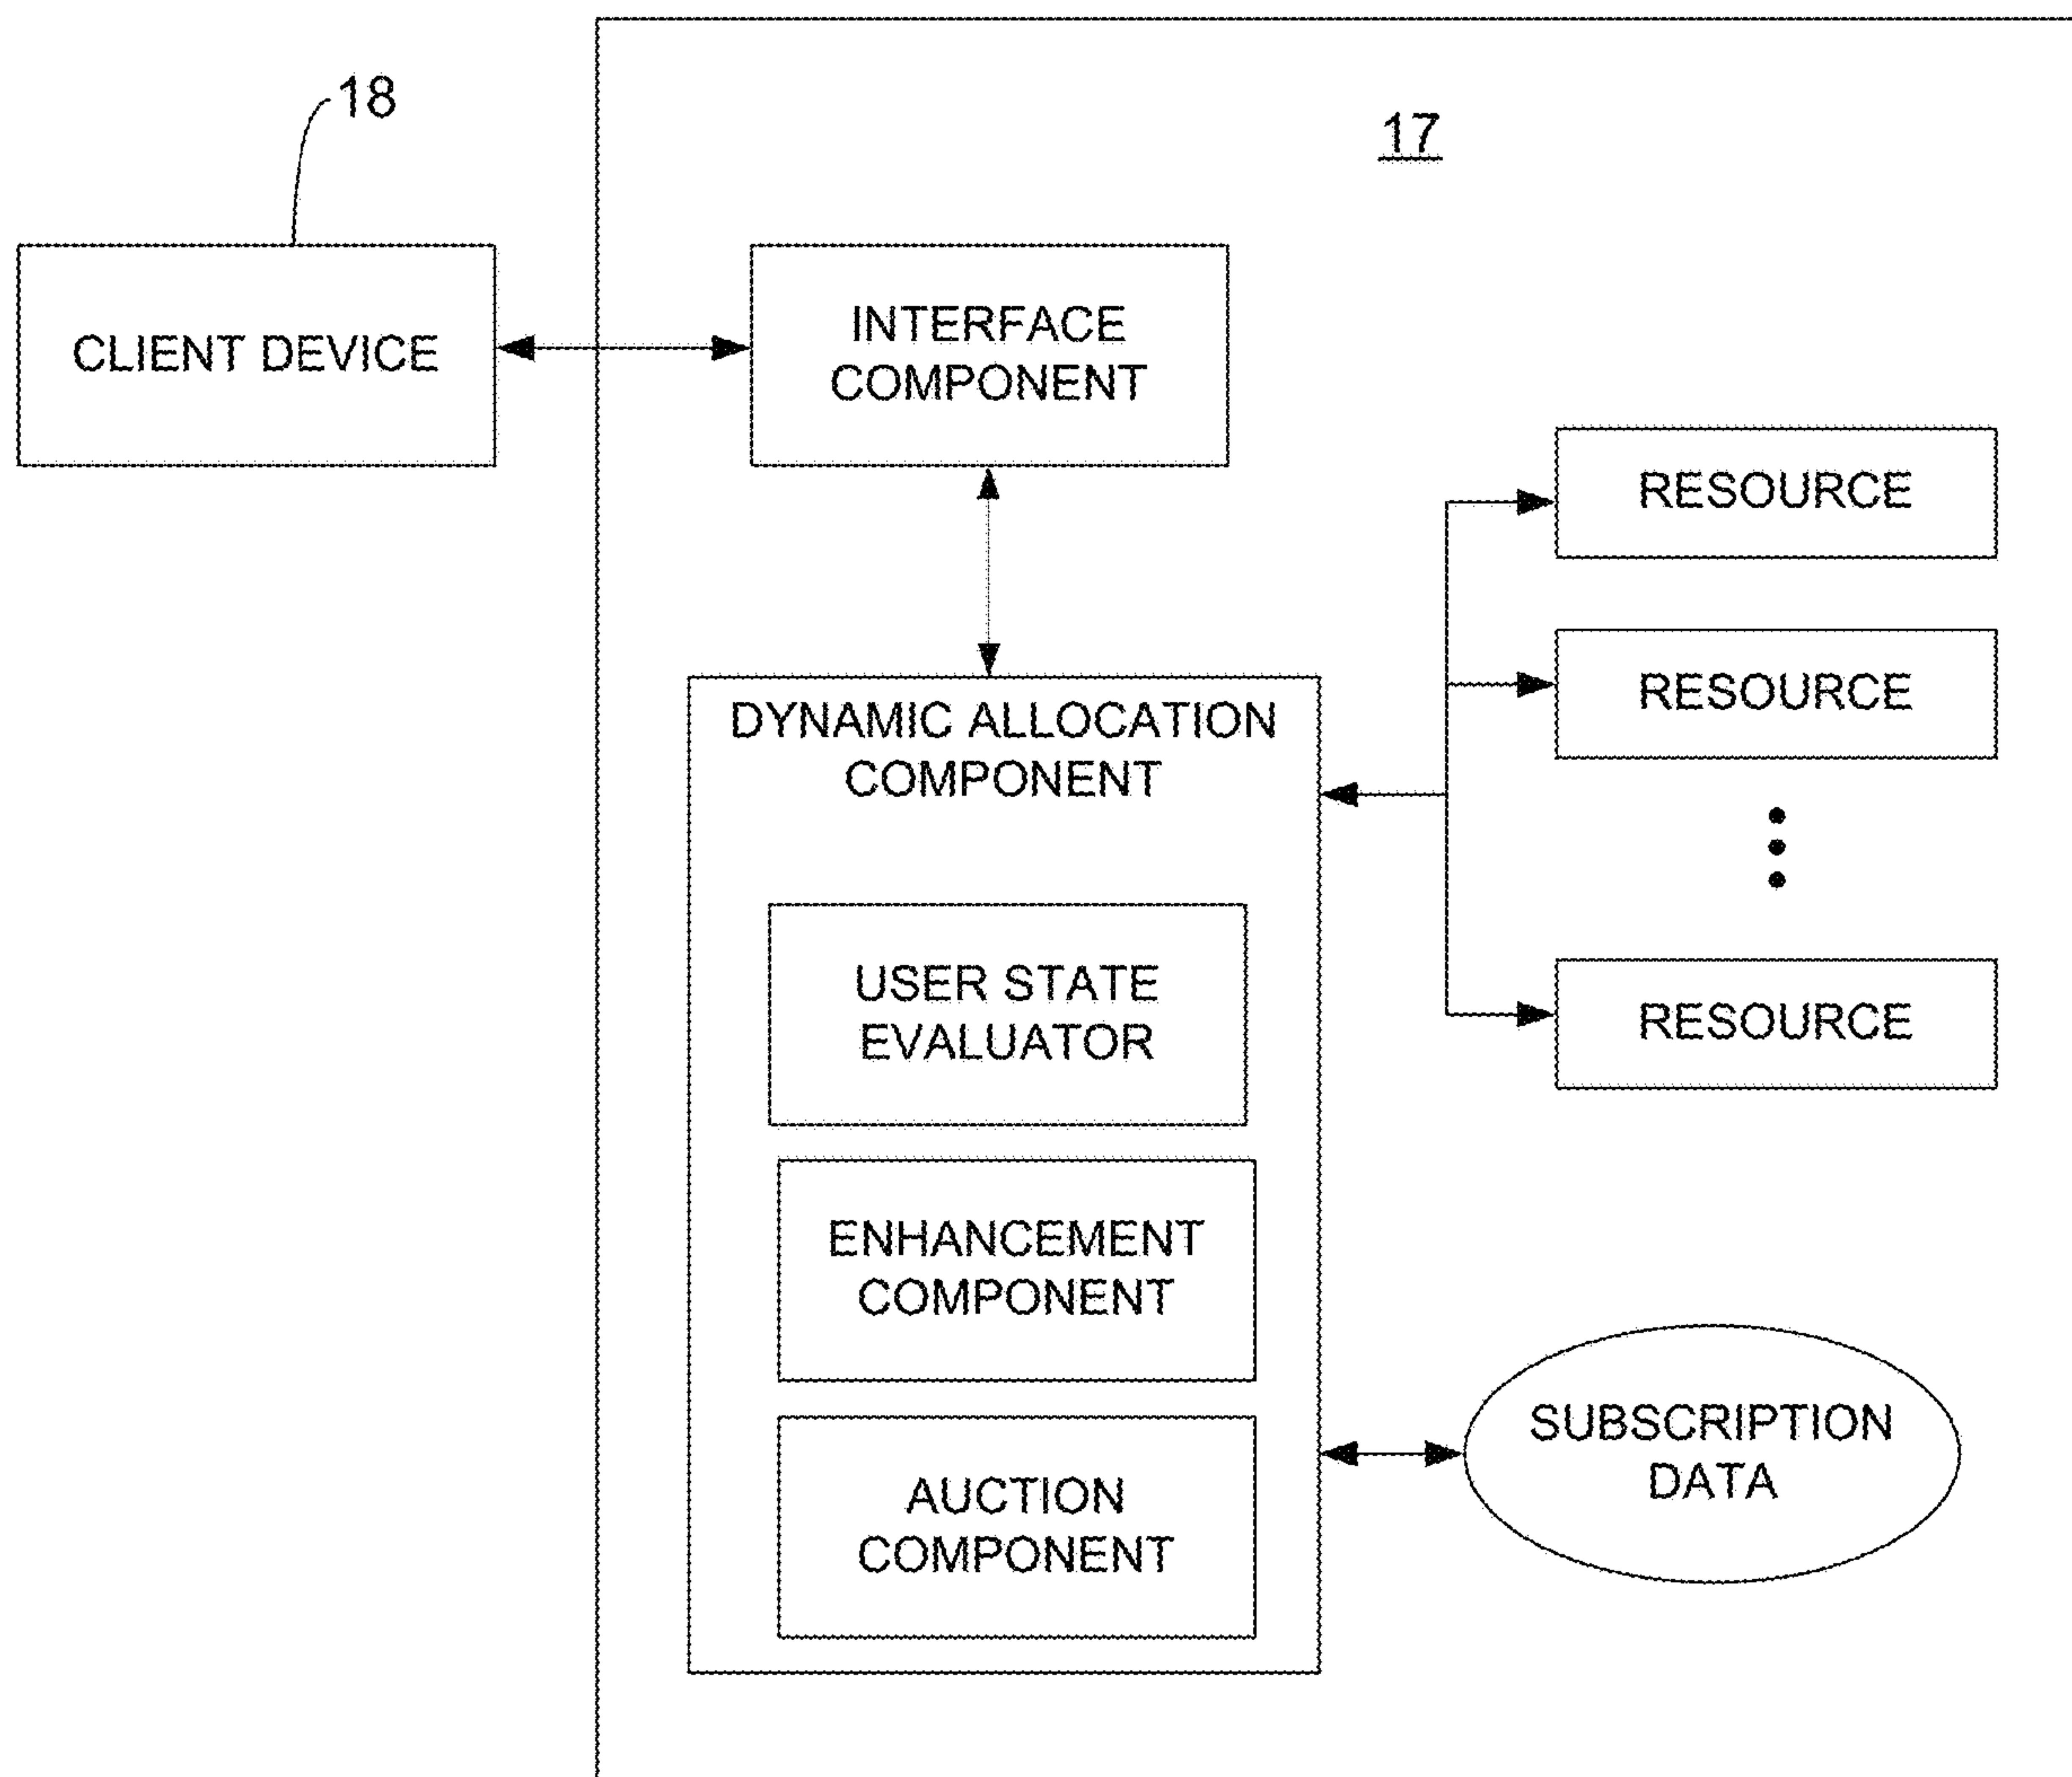 18
17
CLIENT DEVICE
INTERFACE
COMPONENT
RESOURCE
RESOURCE
DYNAMIC ALLOCATION
COMPONENT
USER STATE
EVALUATOR
RESOURCE
ENHANCEMENT
COMPONENT
SUBSCRIPTION
DATA
AUCTION
COMPONENT